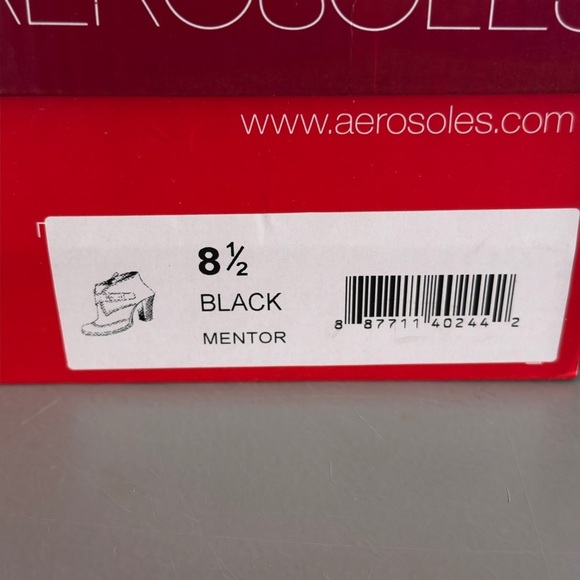 AEROSOLES
www.aerosoles.com
8½
BLACK
MENTOR
8 87711 40244 2